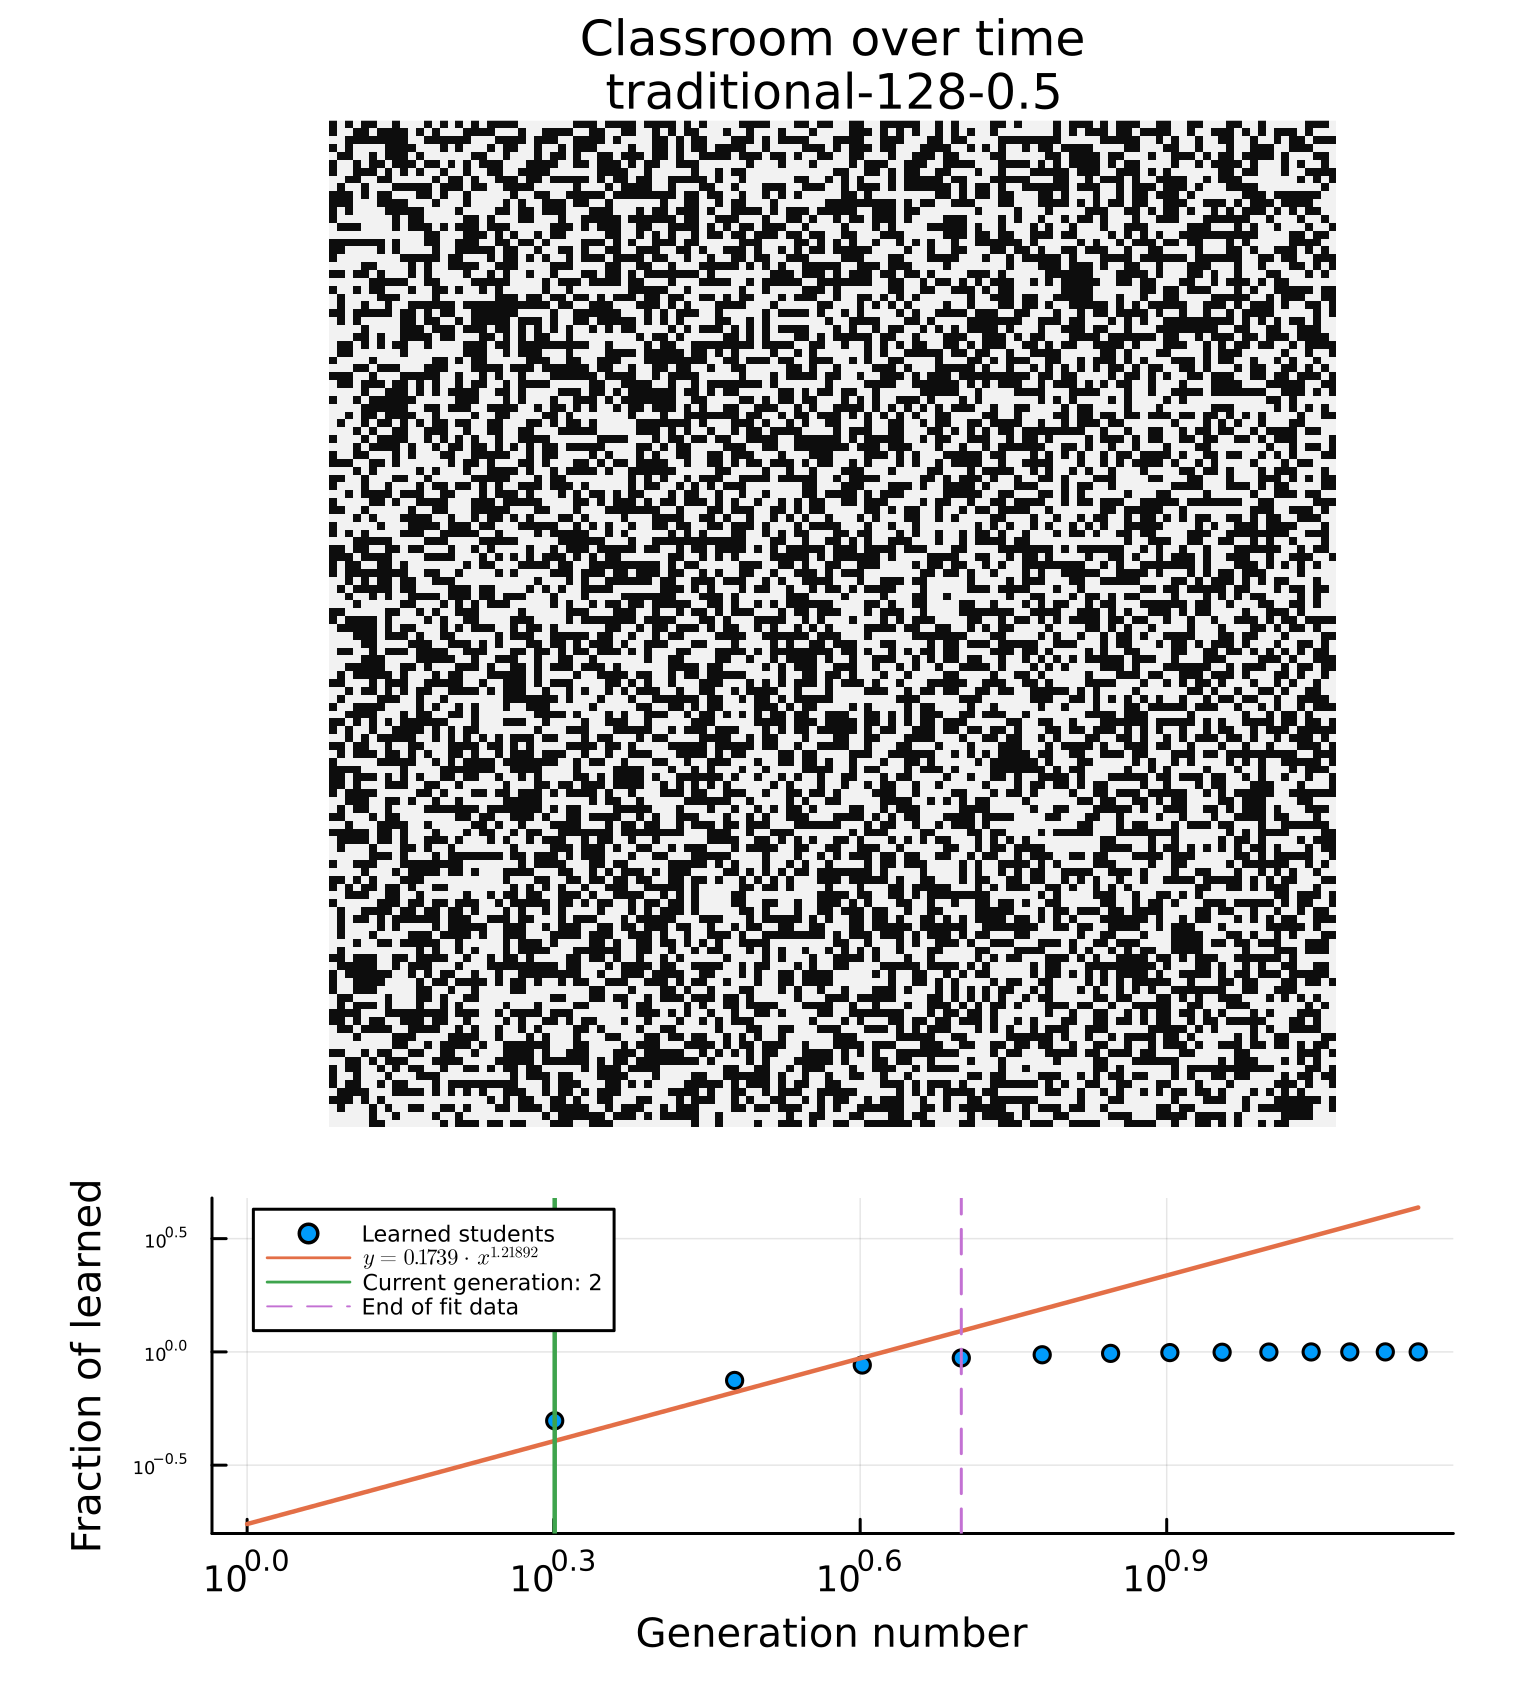 Classroom over time
traditional-128-0.5
Fraction of learned
10^0.5
10^0.0
10^−0.5
Learned students
y = 0.1739 · x^1.21892
Current generation: 2
End of fit data
10^0.0 10^0.3 10^0.6 10^0.9
Generation number